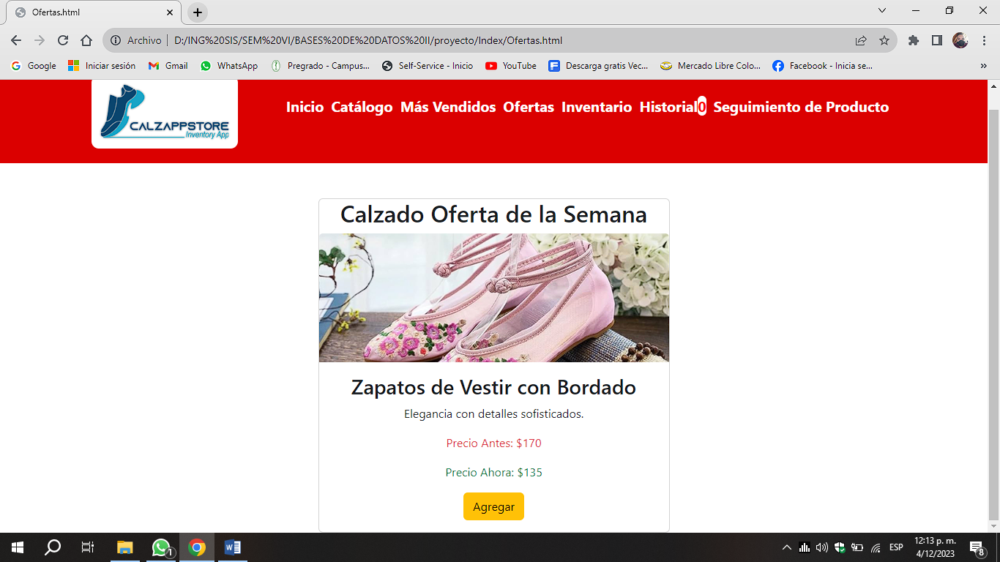 Ofertas.html
Archivo D:/ING%20SIS/SEM%20VI/BASES%20DE%20DATOS%20II/proyecto/Index/Ofertas.html
Google Iniciar sesión Gmail WhatsApp Pregrado - Campus... Self-Service - Inicio YouTube Descarga gratis Vec... Mercado Libre Colo... Facebook - Inicia se... »
Inicio Catálogo Más Vendidos Ofertas Inventario Historial0 Seguimiento de Producto
CALZAPPSTORE
Inventory App
Calzado Oferta de la Semana
Zapatos de Vestir con Bordado
Elegancia con detalles sofisticados.
Precio Antes: $170
Precio Ahora: $135
Agregar
1
ESP
12:13 p. m.
4/12/2023
8